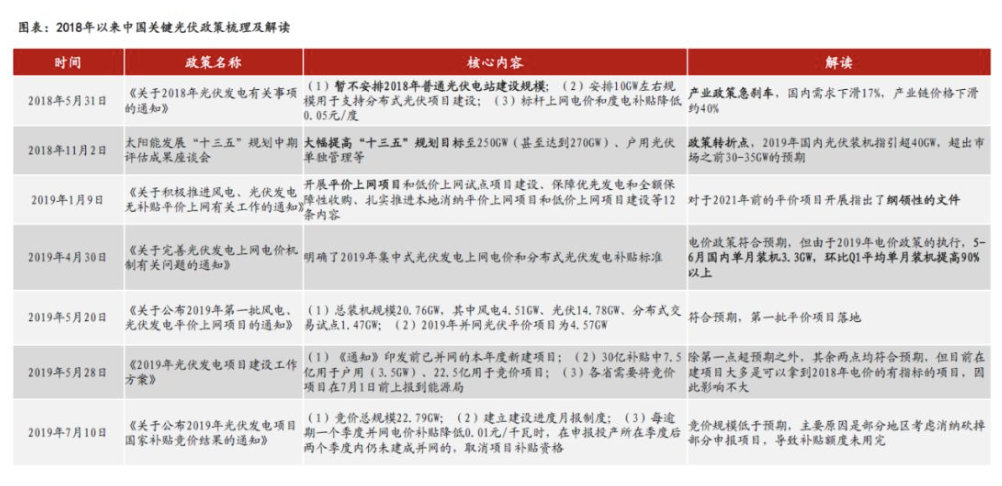 图表：2018年以来中国关键光伏政策梳理及解读
时间 政策名称 核心内容 解读
2018年5月31日
《关于2018年光伏发电有关事项
的通知》
（1）暂不安排2018年普通光伏电站建设规模；（2）安排10GW左右规
模用于支持分布式光伏项目建设；（3）标杆上网电价和度电补贴降低
0.05元/度
产业政策急刹车，国内需求下滑17%，产业链价格下滑
约40%
2018年11月2日
太阳能发展“十三五”规划中期
评估成果座谈会
大幅提高“十三五”规划目标至250GW（甚至达到270GW）、户用光伏
单独管理等
政策转折点，2019年国内光伏装机指引超40GW，超出市
场之前30-35GW的预期
2019年1月9日
《关于积极推进风电、光伏发电
无补贴平价上网有关工作的通知》
开展平价上网项目和低价上网试点项目建设、保障优先发电和全额保
障性收购、扎实推进本地消纳平价上网项目和低价上网项目建设等12
条内容
对于2021年前的平价项目开展指出了纲领性的文件
2019年4月30日
《关于完善光伏发电上网电价机
制有关问题的通知》
明确了2019年集中式光伏发电上网电价和分布式光伏发电补贴标准
电价政策符合预期，但由于2019年电价政策的执行，5-
6月国内单月装机3.3GW，环比Q1平均单月装机提高90%
以上
2019年5月20日
《关于公布2019年第一批风电、
光伏发电平价上网项目的通知》
（1）总装机规模20.76GW，其中风电4.51GW、光伏14.78GW、分布式交
易试点1.47GW；（2）2019年并网光伏平价项目为4.57GW
符合预期，第一批平价项目落地
2019年5月28日
《2019年光伏发电项目建设工作
方案》
（1）《通知》印发前已并网的本年度新建项目；（2）30亿补贴中7.5
亿用于户用（3.5GW）、22.5亿用于竞价项目；（3）各省需要将竞价
项目在7月1日前上报到能源局
除第一点超预期之外，其余两点均符合预期，但目前在
建项目大多是可以拿到2018年电价的有指标的项目，因
此影响不大
2019年7月10日
《关于公布2019年光伏发电项目
国家补贴竞价结果的通知》
（1）竞价总规模22.79GW；（2）建立建设进度月报制度；（3）每逾
期一个季度并网电价补贴降低0.01元/千瓦时，在申报投产所在季度后
两个季度内仍未建成并网的，取消项目补贴资格
竞价规模低于预期，主要原因是部分地区考虑消纳砍掉
部分申报项目，导致补贴额度未用完